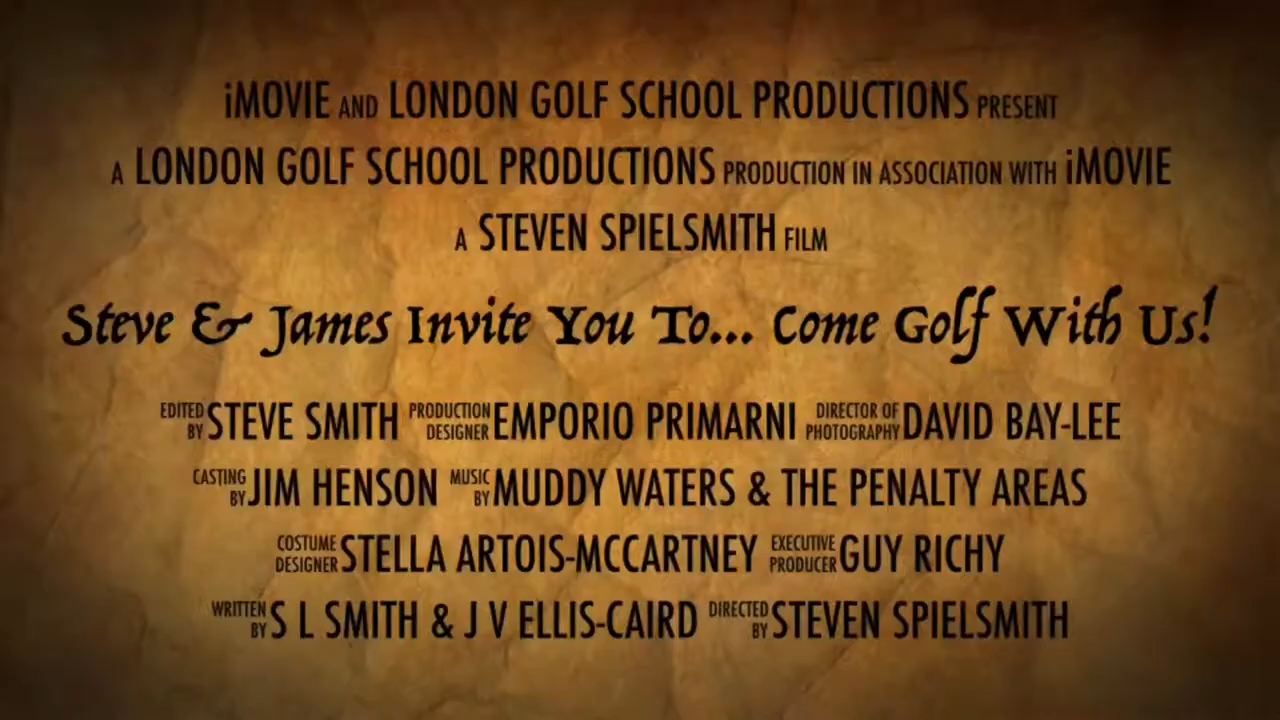 iMOVIE AND LONDON GOLF SCHOOL PRODUCTIONS PRESENT
A LONDON GOLF SCHOOL PRODUCTIONS PRODUCTION IN ASSOCIATION WITH iMOVIE
A STEVEN SPIELSMITH FILM
Steve & James Invite You To... Come Golf With Us!
EDITED BY STEVE SMITH PRODUCTION DESIGNER EMPORIO PRIMARNI DIRECTOR OF PHOTOGRAPHY DAVID BAY-LEE
CASTING BY JIM HENSON MUSIC BY MUDDY WATERS & THE PENALTY AREAS
COSTUME DESIGNER STELLA ARTOIS-MCCARTNEY EXECUTIVE PRODUCER GUY RICHY
WRITTEN BY S L SMITH & J V ELLIS-CAIRD DIRECTED BY STEVEN SPIELSMITH